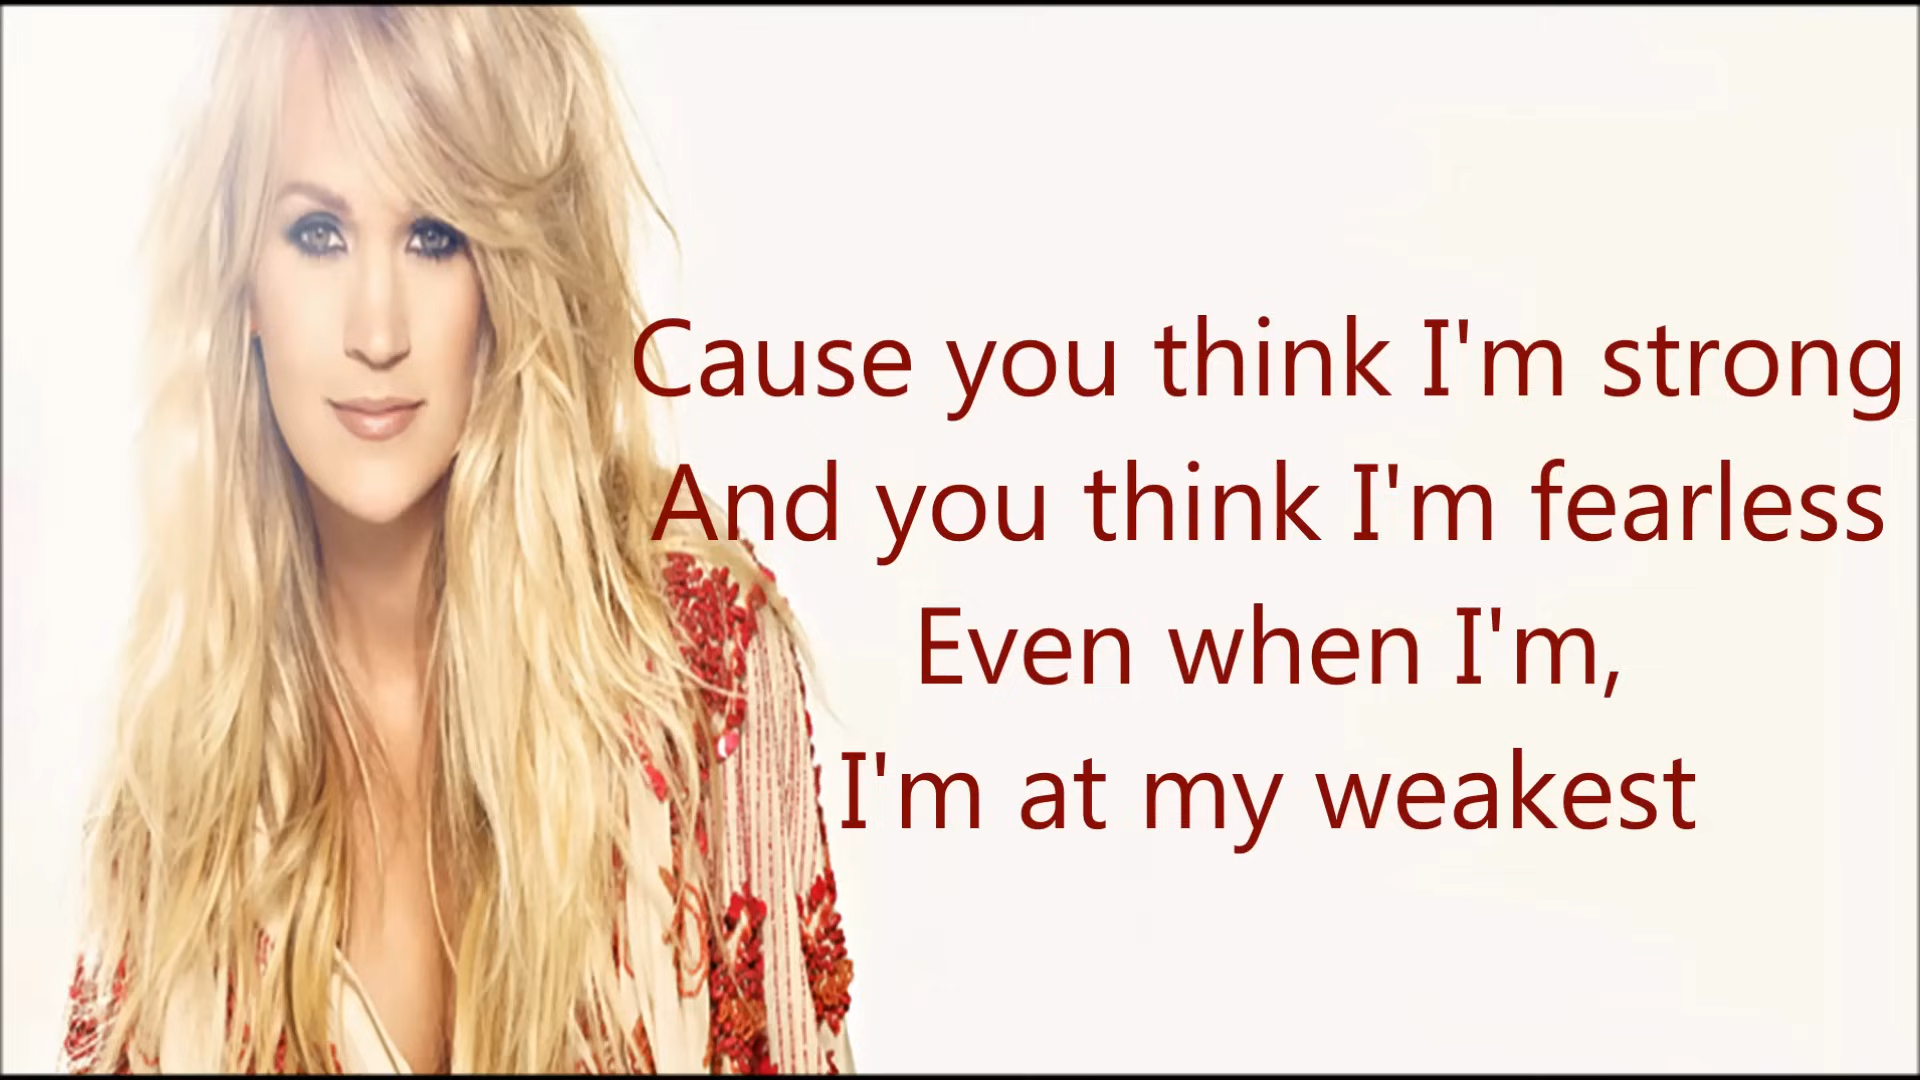 Cause you think I'm strong
And you think I'm fearless
Even when I'm,
I'm at my weakest